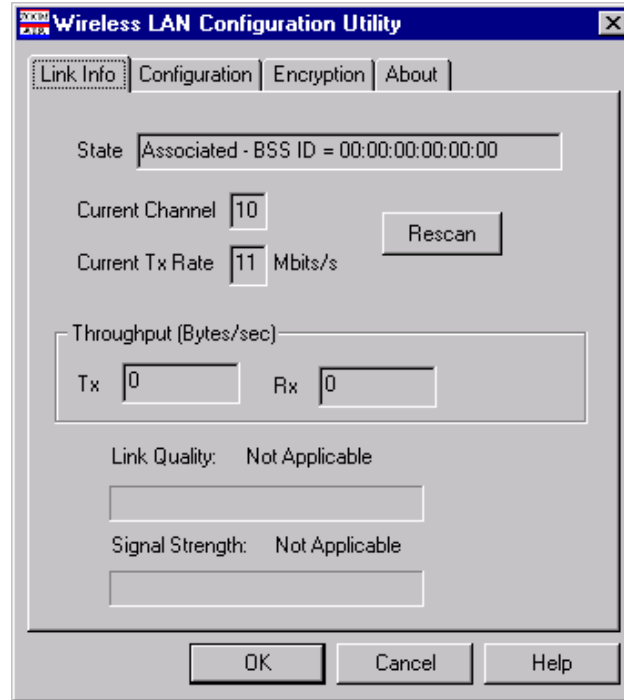 Wireless LAN Configuration Utility
Link Info Configuration Encryption About
State Associated - BSS ID = 00:00:00:00:00:00
Current Channel 10
Rescan
Current Tx Rate 11 Mbits/s
Throughput (Bytes/sec)
Tx 0 Rx 0
Link Quality: Not Applicable
Signal Strength: Not Applicable
OK Cancel Help